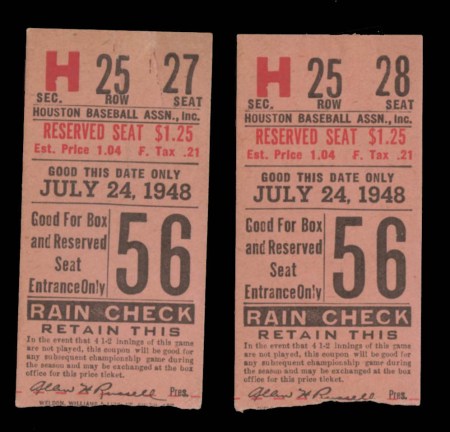 H 25 27
SEC. ROW SEAT
HOUSTON BASEBALL ASSN., Inc.
RESERVED SEAT $1.25
Est. Price 1.04 F. Tax .21
GOOD THIS DATE ONLY
JULY 24, 1948
Good For Box
and Reserved
Seat
Entrance Only
56
RAIN CHECK
RETAIN THIS
In the event that 4 1-2 innings of this game
are not played, this coupon will be good for
any subsequent championship game during
the season and may be exchanged at the box
office for this price ticket.
Allen H Russell Pres.
WELDON, WILLIAMS
H 25 28
SEC. ROW SEAT
HOUSTON BASEBALL ASSN., Inc.
RESERVED SEAT $1.25
Est. Price 1.04 F. Tax .21
GOOD THIS DATE ONLY
JULY 24, 1948
Good For Box
and Reserved
Seat
Entrance Only
56
RAIN CHECK
RETAIN THIS
In the event that 4 1-2 innings of this game
are not played, this coupon will be good for
any subsequent championship game during
the season and may be exchanged at the box
office for this price ticket.
Allen H Russell Pres.